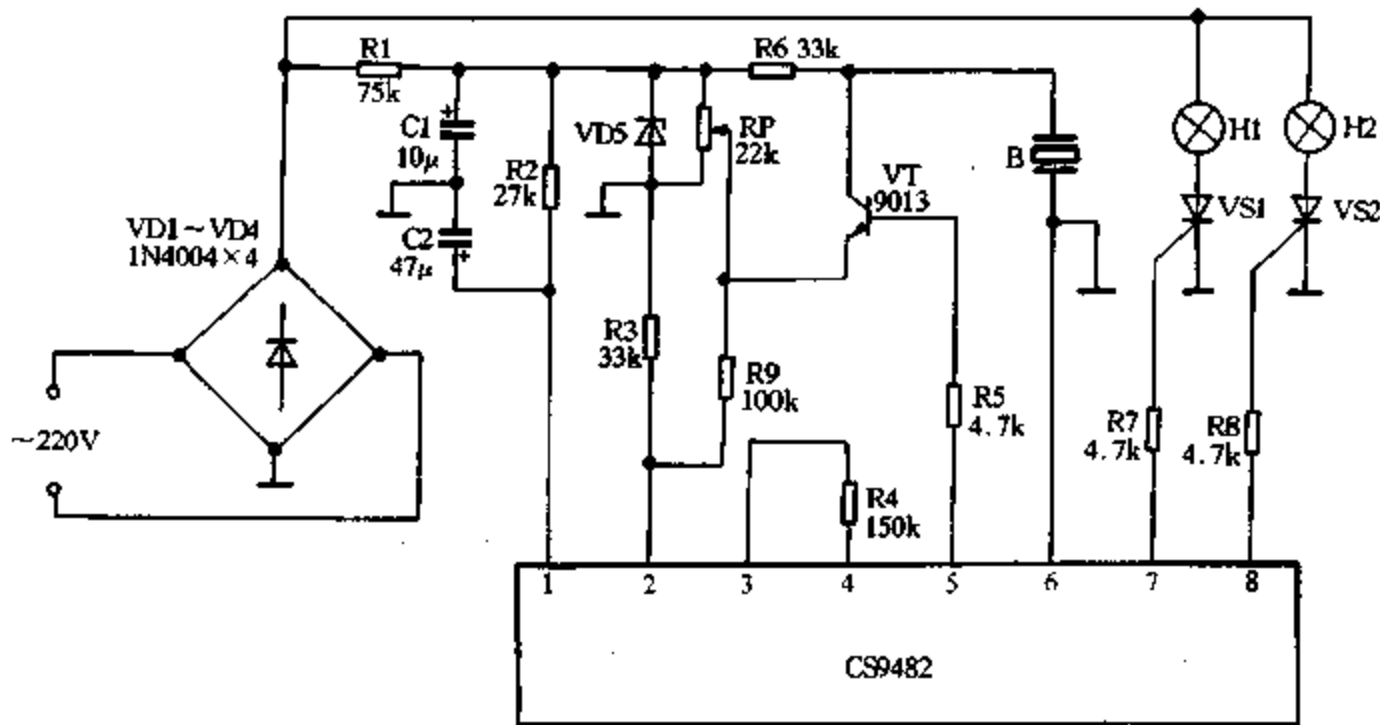 R1
75k
C1
10μ
C2
47μ
R2
27k
VD5
RP
22k
R6 33k
VT
9013
B
H1
H2
VS1
VS2
VD1～VD4
1N4004×4
～220V
R3
33k
R9
100k
R4
150k
R5
4.7k
R7
4.7k
R8
4.7k
1 2 3 4 5 6 7 8
CS9482